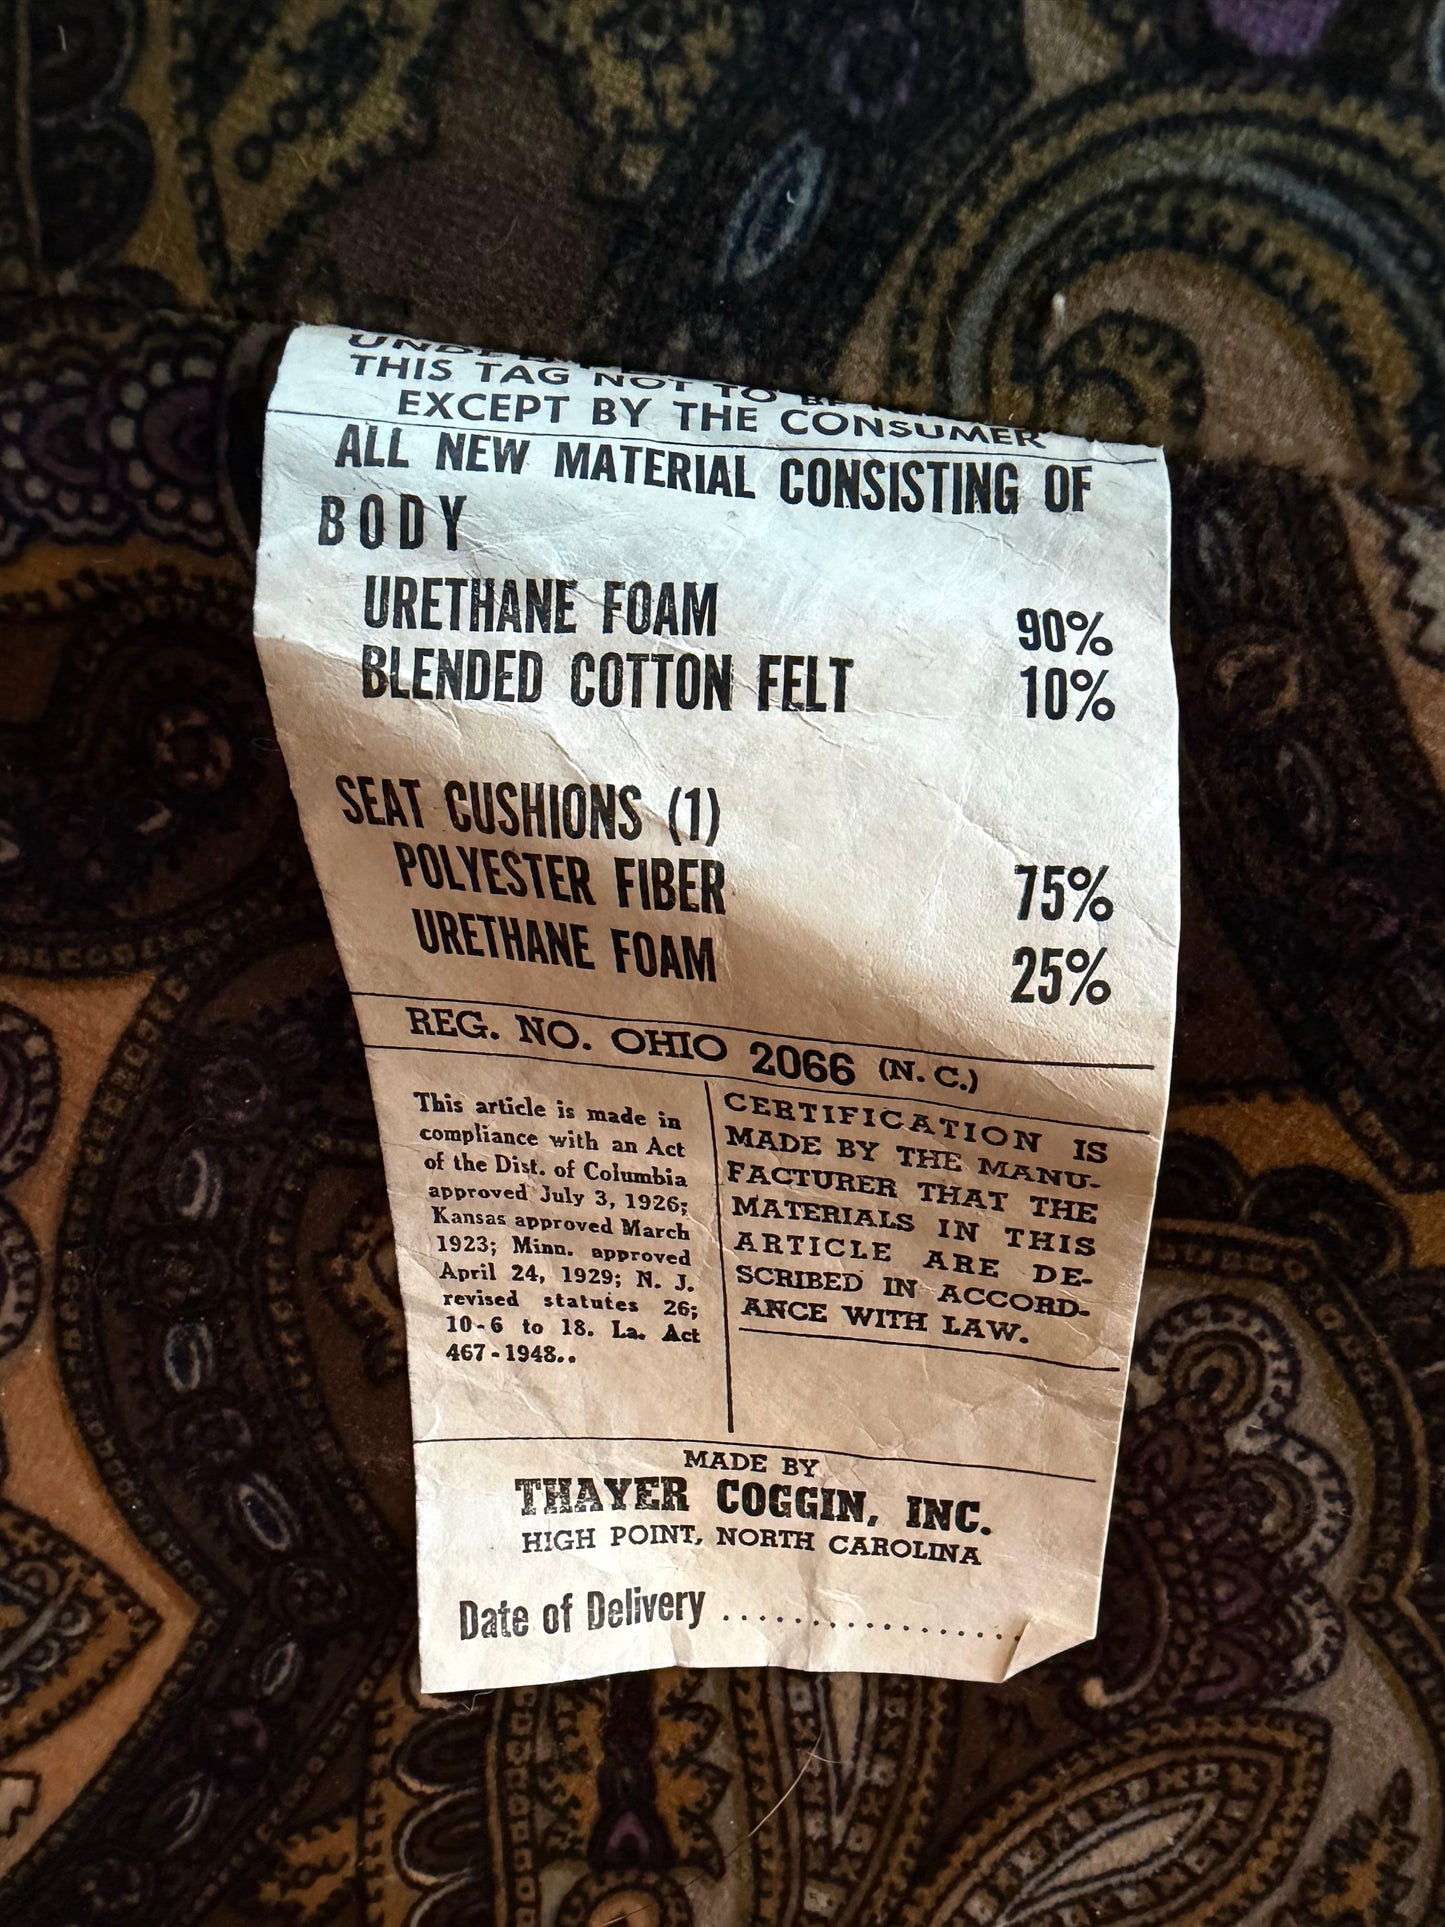 THIS TAG NOT TO BE
EXCEPT BY THE CONSUMER
ALL NEW MATERIAL CONSISTING OF
BODY
URETHANE FOAM 90%
BLENDED COTTON FELT 10%
SEAT CUSHIONS (1)
POLYESTER FIBER 75%
URETHANE FOAM 25%
REG. NO. OHIO 2066 (N. C.)
This article is made in
compliance with an Act
of the Dist. of Columbia
approved July 3, 1926;
Kansas approved March
1923; Minn. approved
April 24, 1929; N. J.
revised statutes 26;
10-6 to 18. La. Act
467-1948..
CERTIFICATION IS
MADE BY THE MANU-
FACTURER THAT THE
MATERIALS IN THIS
ARTICLE ARE DE-
SCRIBED IN ACCORD-
ANCE WITH LAW.
MADE BY
THAYER COGGIN, INC.
HIGH POINT, NORTH CAROLINA
Date of Delivery .................